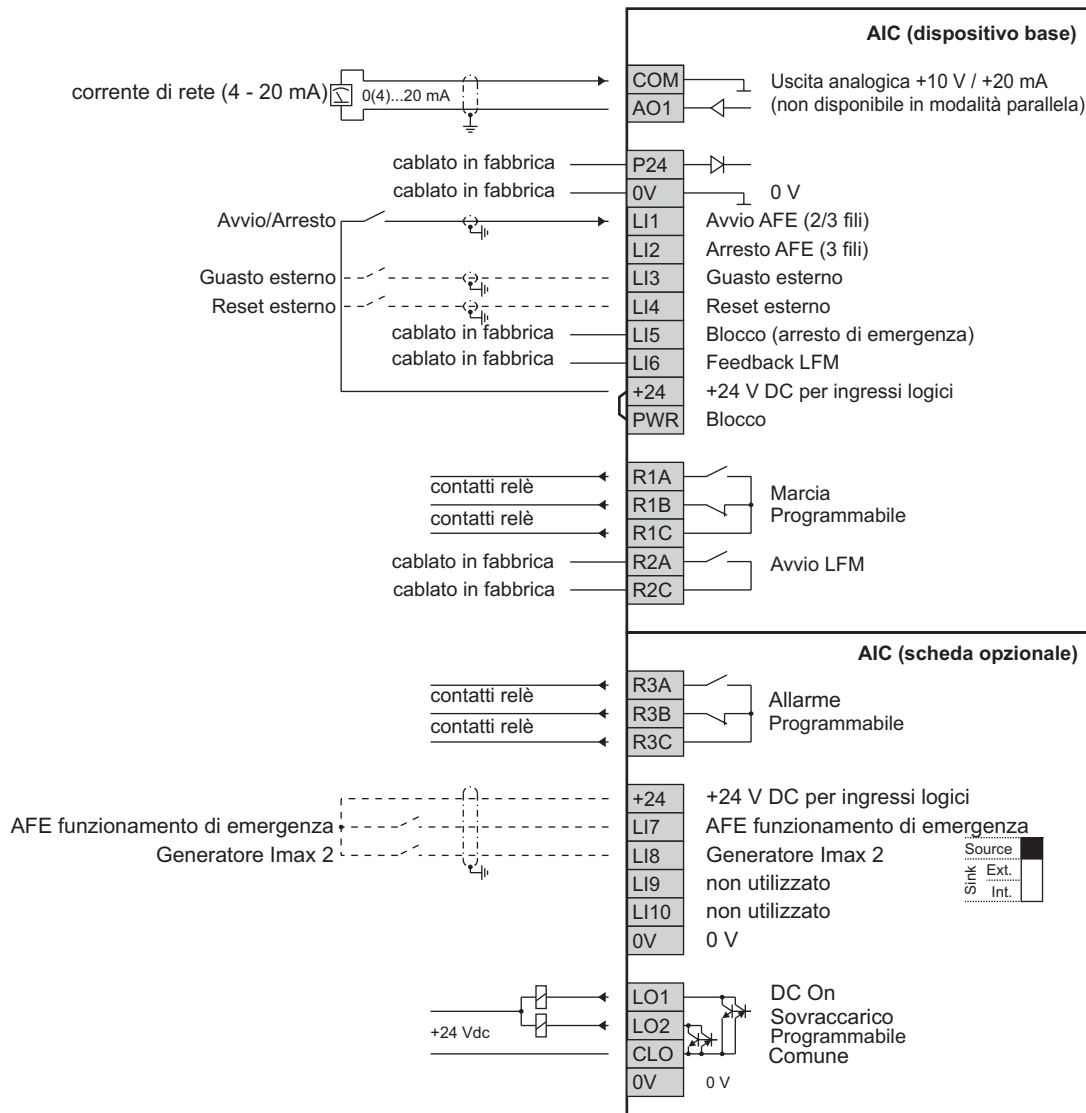 AIC (dispositivo base)
corrente di rete (4 - 20 mA) 0(4)...20 mA COM Uscita analogica +10 V / +20 mA
AO1 (non disponibile in modalità parallela)
cablato in fabbrica P24
cablato in fabbrica 0V 0 V
Avvio/Arresto LI1 Avvio AFE (2/3 fili)
LI2 Arresto AFE (3 fili)
Guasto esterno LI3 Guasto esterno
Reset esterno LI4 Reset esterno
cablato in fabbrica LI5 Blocco (arresto di emergenza)
cablato in fabbrica LI6 Feedback LFM
+24 +24 V DC per ingressi logici
PWR Blocco
R1A
contatti relè
R1B Marcia
contatti relè Programmabile
R1C
cablato in fabbrica R2A Avvio LFM
cablato in fabbrica R2C
AIC (scheda opzionale)
R3A
contatti relè Allarme
R3B Programmabile
contatti relè
R3C
+24 +24 V DC per ingressi logici
AFE funzionamento di emergenza LI7 AFE funzionamento di emergenza
Generatore Imax 2 LI8 Generatore Imax 2
Source
Sink Ext.
Int.
LI9 non utilizzato
LI10 non utilizzato
0V 0 V
LO1 DC On
LO2 Sovraccarico
+24 Vdc Programmabile
CLO Comune
0V 0 V